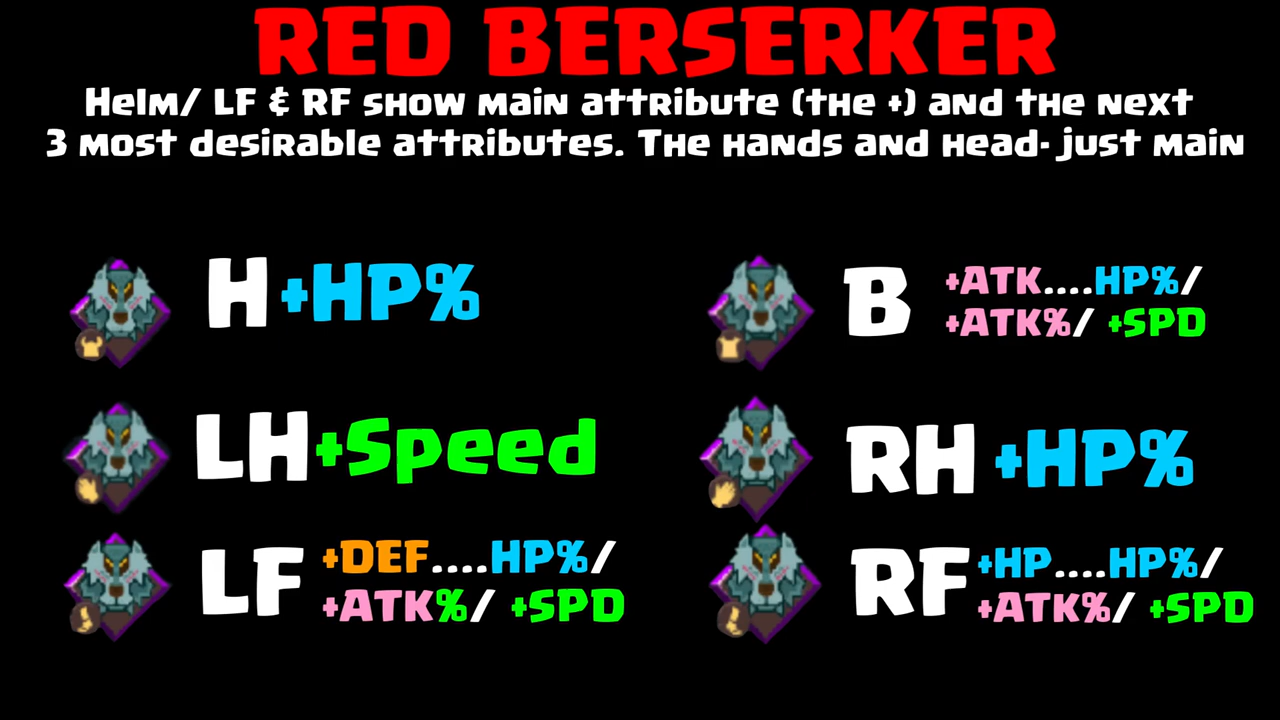 RED BERSERKER
Helm/ LF & RF show main attribute (the +) and the next
3 most desirable attributes. The hands and head- just main
H +HP%
B +ATK....HP%/
+ATK%/ +SPD
LH +Speed
RH +HP%
LF +DEF....HP%/
+ATK%/ +SPD
RF +HP....HP%/
+ATK%/ +SPD